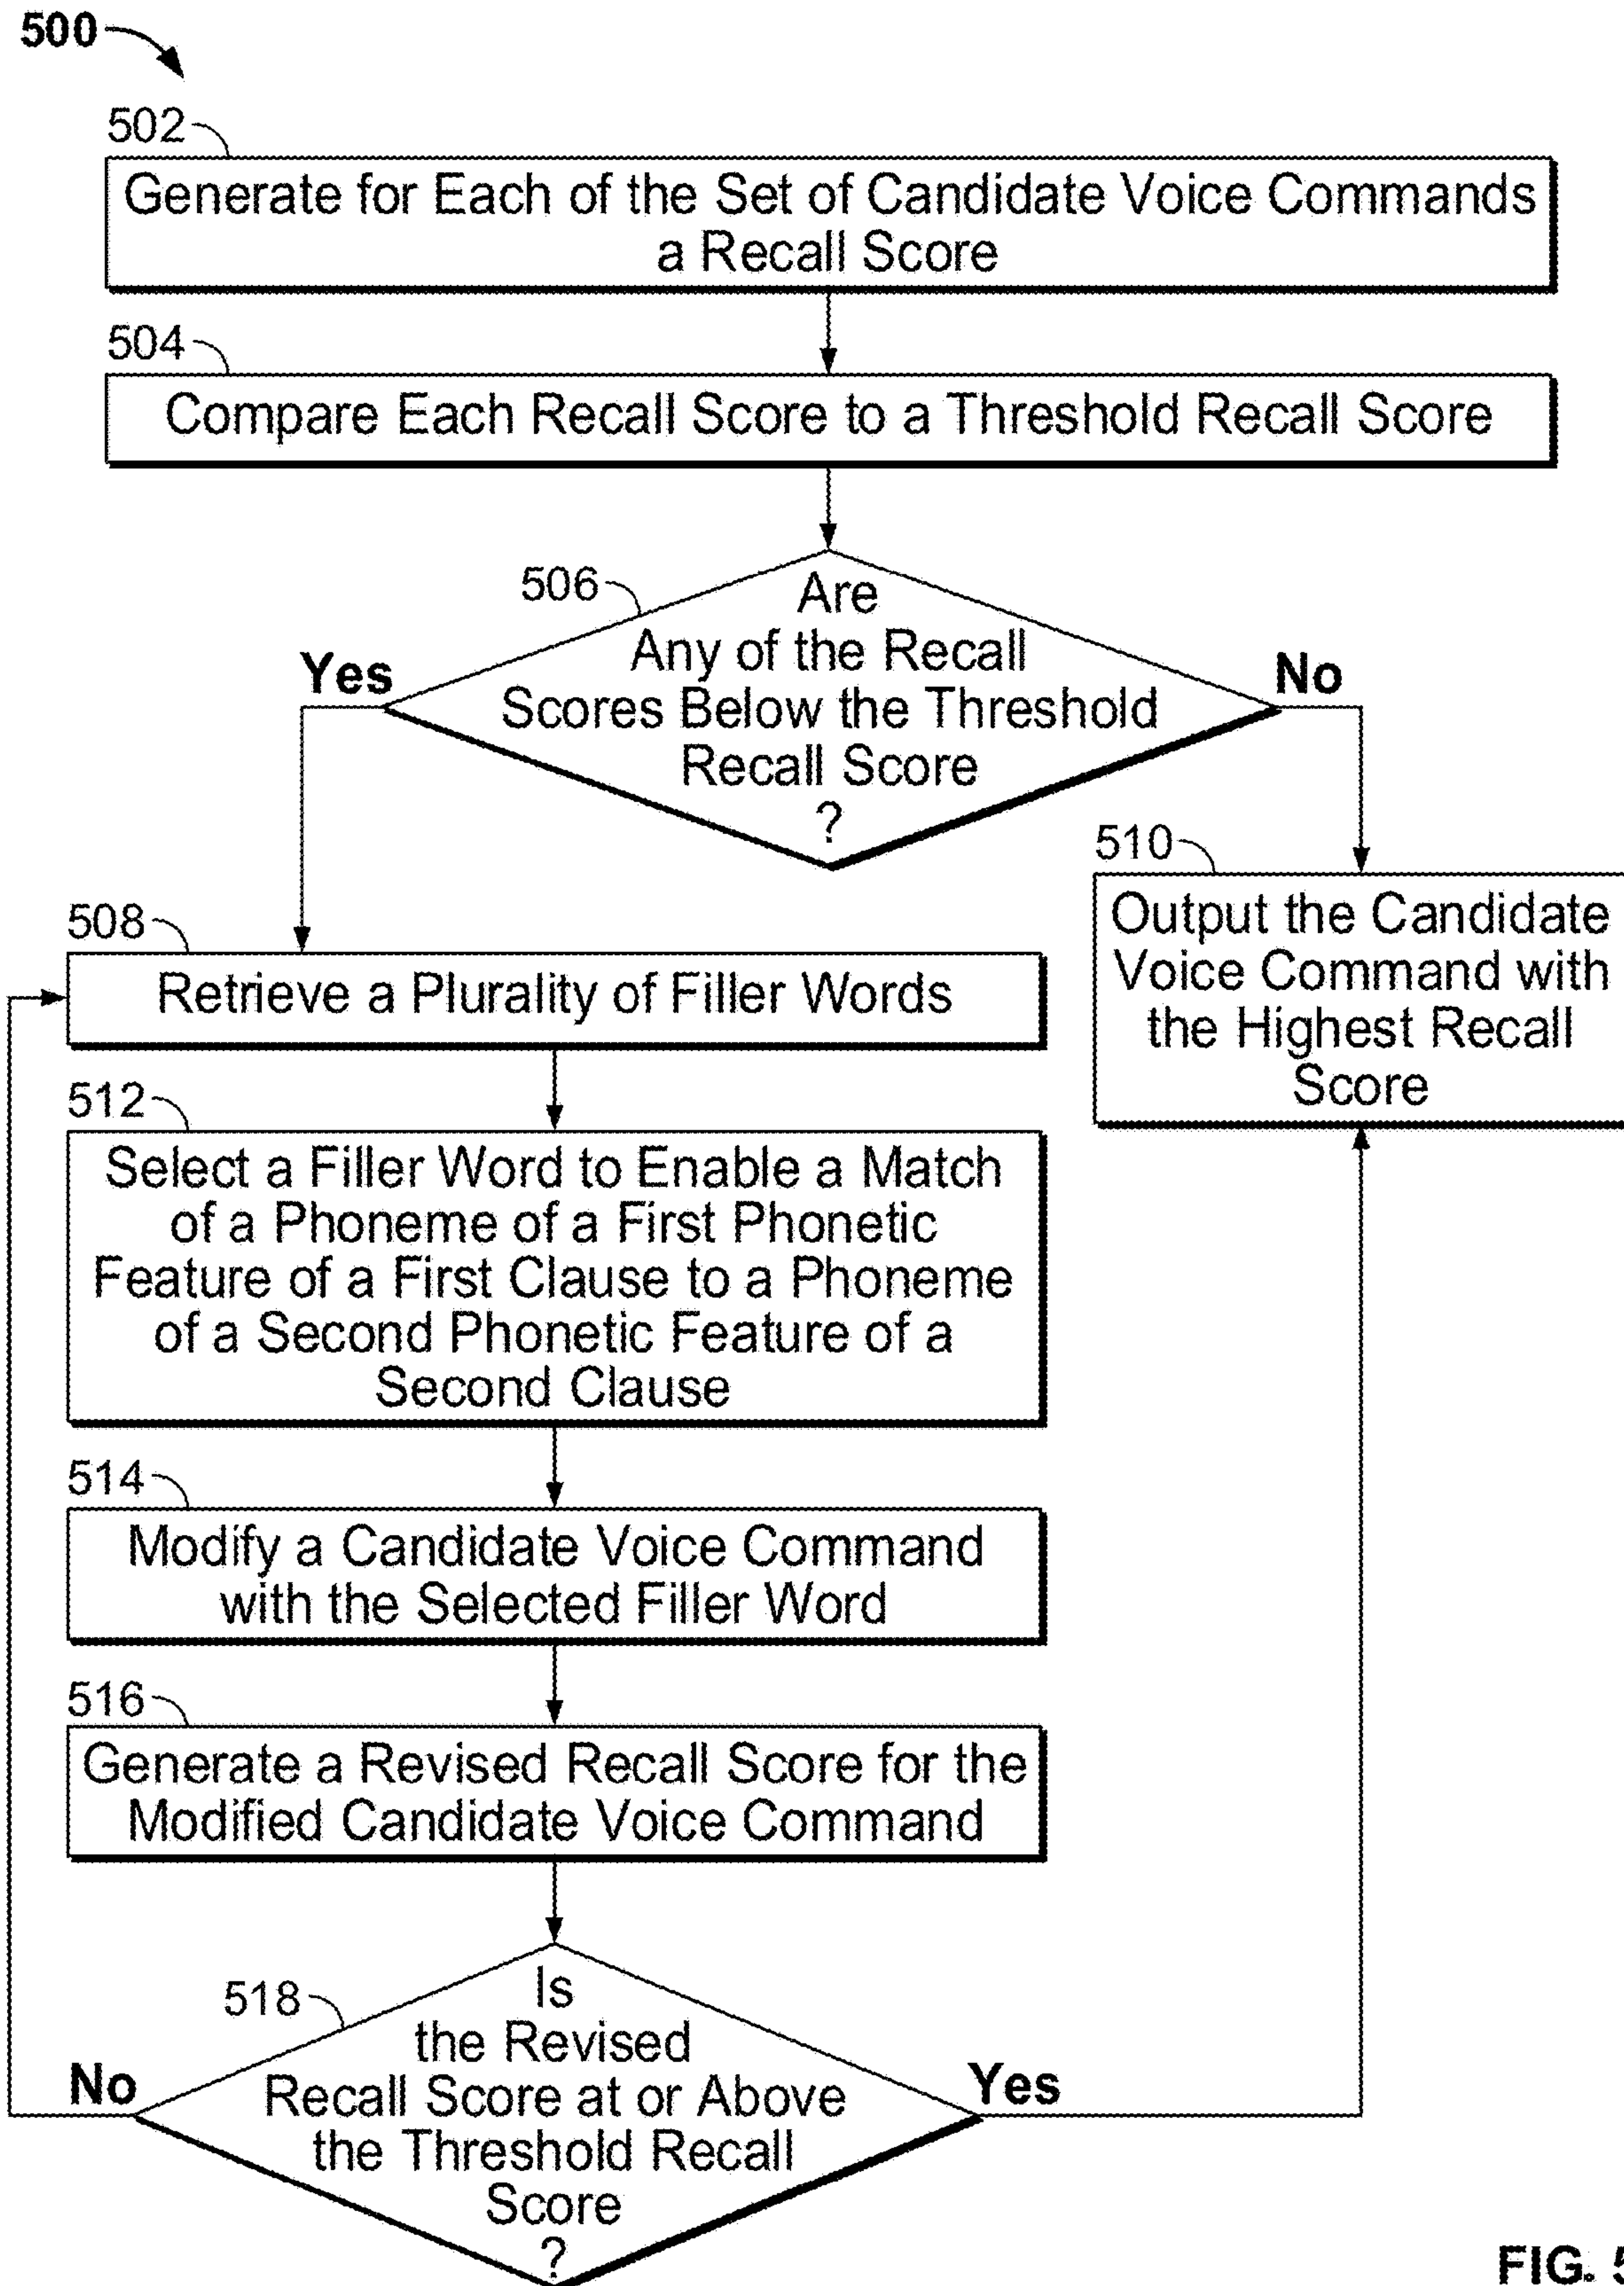 500
502
Generate for Each of the Set of Candidate Voice Commands
a Recall Score
504
Compare Each Recall Score to a Threshold Recall Score
506
Are
Any of the Recall
Scores Below the Threshold
Recall Score
?
Yes
No
508
Retrieve a Plurality of Filler Words
510
Output the Candidate
Voice Command with
the Highest Recall
Score
512
Select a Filler Word to Enable a Match
of a Phoneme of a First Phonetic
Feature of a First Clause to a Phoneme
of a Second Phonetic Feature of a
Second Clause
514
Modify a Candidate Voice Command
with the Selected Filler Word
516
Generate a Revised Recall Score for the
Modified Candidate Voice Command
518
Is
the Revised
Recall Score at or Above
the Threshold Recall
Score
?
No
Yes
FIG. 5